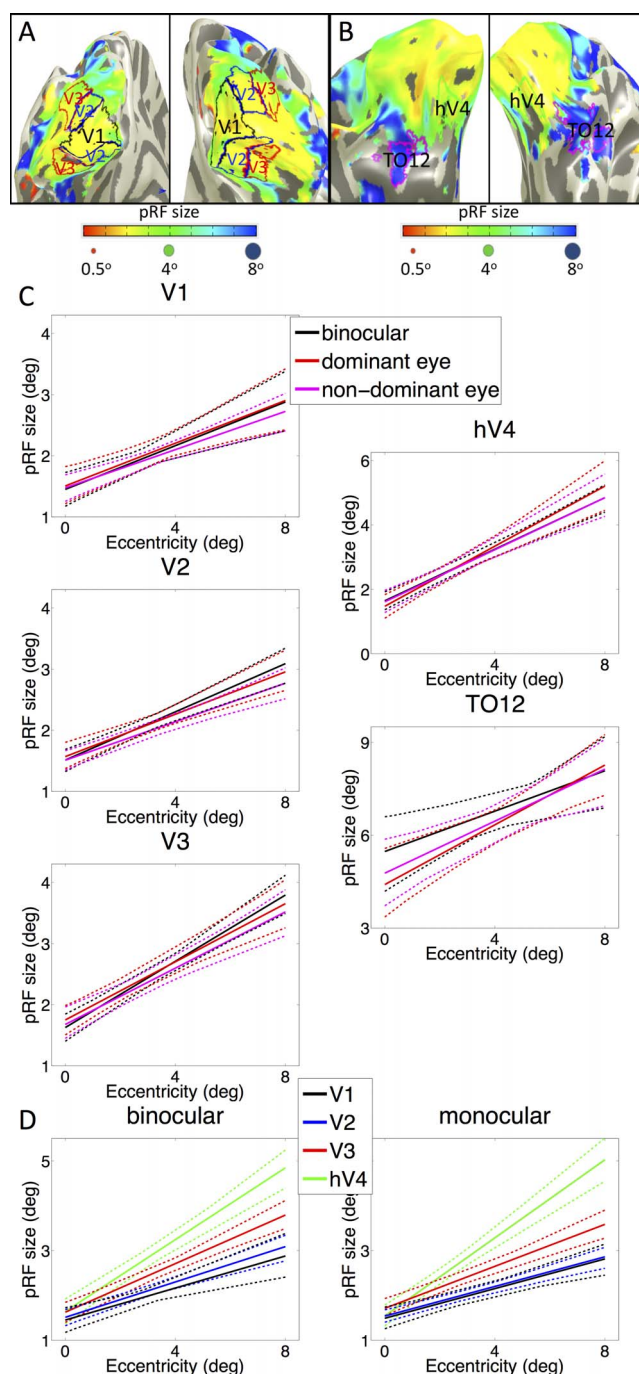 A
B
V3
V2
V1
V2
V3
V1
V2
V3
V2
V3
hV4
TO12
hV4
TO12
pRF size
0.5°
4°
8°
pRF size
0.5°
4°
8°
C
V1
pRF size (deg)
4
3
2
1
0
4
8
Eccentricity (deg)
binocular
dominant eye
non-dominant eye
V2
pRF size (deg)
4
3
2
1
0
4
8
Eccentricity (deg)
hV4
pRF size (deg)
6
4
2
0
0
4
8
Eccentricity (deg)
V3
pRF size (deg)
4
3
2
1
0
4
8
Eccentricity (deg)
TO12
pRF size (deg)
9
6
3
0
4
8
Eccentricity (deg)
D
binocular
pRF size (deg)
5
3
1
0
4
8
Eccentricity (deg)
V1
V2
V3
hV4
monocular
pRF size (deg)
5
3
1
0
4
8
Eccentricity (deg)